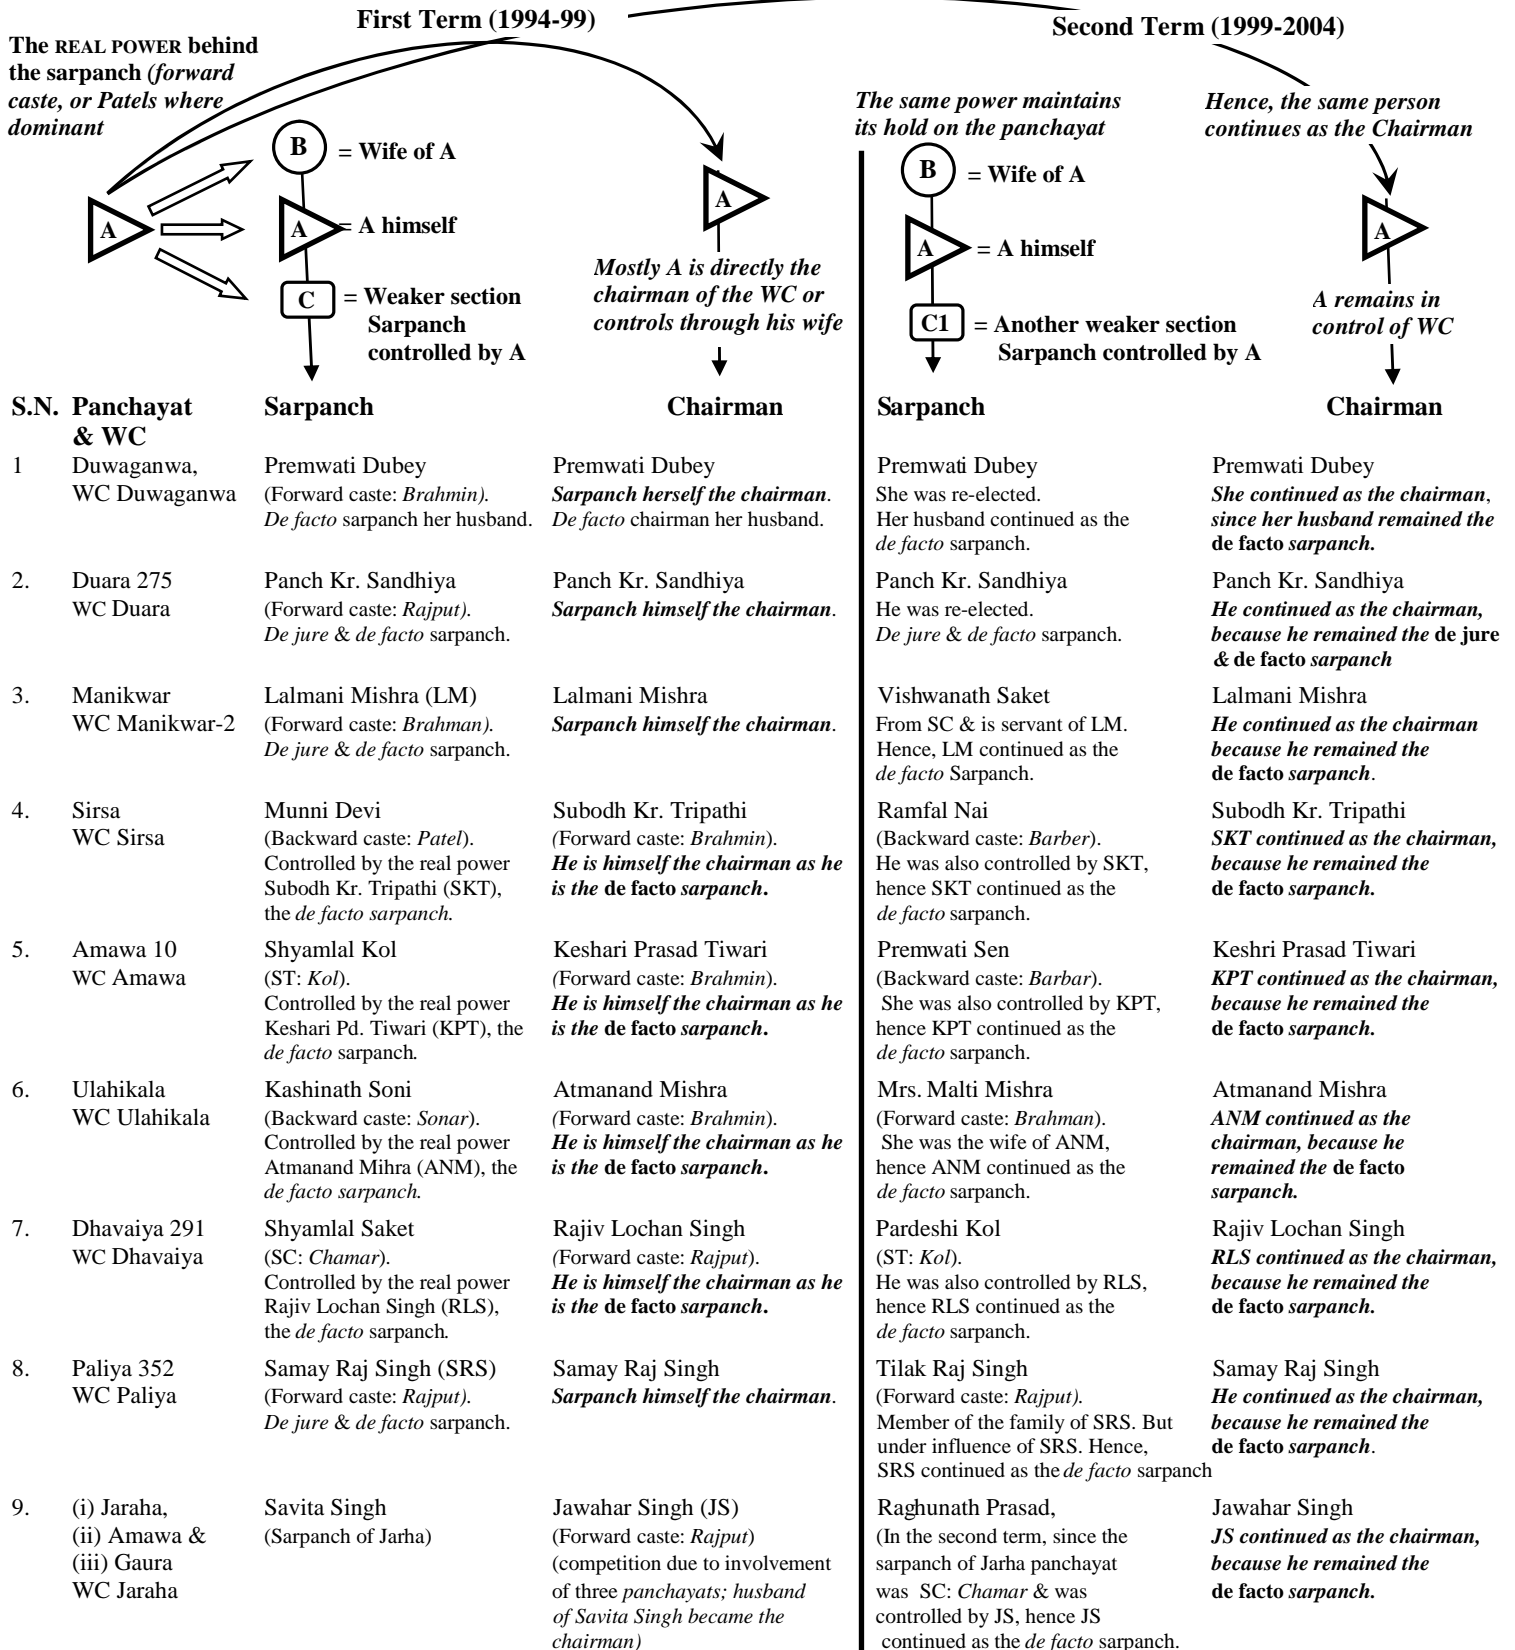 First Term (1994-99)
Second Term (1999-2004)
The REAL POWER behind
the sarpanch (forward
caste, or Patels where
dominant
A
B
= Wife of A
A
= A himself
C
= Weaker section
Sarpanch
controlled by A
A
Mostly A is directly the
chairman of the WC or
controls through his wife
The same power maintains
its hold on the panchayat
B
= Wife of A
A
= A himself
C1
= Another weaker section
Sarpanch controlled by A
Hence, the same person
continues as the Chairman
A
A remains in
control of WC
S.N. Panchayat
& WC
Sarpanch
Chairman
Sarpanch
Chairman
1
Duwaganwa,
WC Duwaganwa
Premwati Dubey
(Forward caste: Brahmin).
De facto sarpanch her husband.
Premwati Dubey
Sarpanch herself the chairman.
De facto chairman her husband.
Premwati Dubey
She was re-elected.
Her husband continued as the
de facto sarpanch.
Premwati Dubey
She continued as the chairman,
since her husband remained the
de facto sarpanch.
2.
Duara 275
WC Duara
Panch Kr. Sandhiya
(Forward caste: Rajput).
De jure & de facto sarpanch.
Panch Kr. Sandhiya
Sarpanch himself the chairman.
Panch Kr. Sandhiya
He was re-elected.
De jure & de facto sarpanch.
Panch Kr. Sandhiya
He continued as the chairman,
because he remained the de jure
& de facto sarpanch
3.
Manikwar
WC Manikwar-2
Lalmani Mishra (LM)
(Forward caste: Brahman).
De jure & de facto sarpanch.
Lalmani Mishra
Sarpanch himself the chairman.
Vishwanath Saket
From SC & is servant of LM.
Hence, LM continued as the
de facto Sarpanch.
Lalmani Mishra
He continued as the chairman
because he remained the
de facto sarpanch.
4.
Sirsa
WC Sirsa
Munni Devi
(Backward caste: Patel).
Controlled by the real power
Subodh Kr. Tripathi (SKT),
the de facto sarpanch.
Subodh Kr. Tripathi
(Forward caste: Brahmin).
He is himself the chairman as he
is the de facto sarpanch.
Ramfal Nai
(Backward caste: Barber).
He was also controlled by SKT,
hence SKT continued as the
de facto sarpanch.
Subodh Kr. Tripathi
SKT continued as the chairman,
because he remained the
de facto sarpanch.
5.
Amawa 10
WC Amawa
Shyamlal Kol
(ST: Kol).
Controlled by the real power
Keshari Pd. Tiwari (KPT), the
de facto sarpanch.
Keshari Prasad Tiwari
(Forward caste: Brahmin).
He is himself the chairman as he
is the de facto sarpanch.
Premwati Sen
(Backward caste: Barbar).
She was also controlled by KPT,
hence KPT continued as the
de facto sarpanch.
Keshri Prasad Tiwari
KPT continued as the chairman,
because he remained the
de facto sarpanch.
6.
Ulahikala
WC Ulahikala
Kashinath Soni
(Backward caste: Sonar).
Controlled by the real power
Atmanand Mihra (ANM), the
de facto sarpanch.
Atmanand Mishra
(Forward caste: Brahmin).
He is himself the chairman as he
is the de facto sarpanch.
Mrs. Malti Mishra
(Forward caste: Brahman).
She was the wife of ANM,
hence ANM continued as the
de facto sarpanch.
Atmanand Mishra
ANM continued as the
chairman, because he
remained the de facto
sarpanch.
7.
Dhavaiya 291
WC Dhavaiya
Shyamlal Saket
(SC: Chamar).
Controlled by the real power
Rajiv Lochan Singh (RLS),
the de facto sarpanch.
Rajiv Lochan Singh
(Forward caste: Rajput).
He is himself the chairman as he
is the de facto sarpanch.
Pardeshi Kol
(ST: Kol).
He was also controlled by RLS,
hence RLS continued as the
de facto sarpanch.
Rajiv Lochan Singh
RLS continued as the chairman,
because he remained the
de facto sarpanch.
8.
Paliya 352
WC Paliya
Samay Raj Singh (SRS)
(Forward caste: Rajput).
De jure & de facto sarpanch.
Samay Raj Singh
Sarpanch himself the chairman.
Tilak Raj Singh
(Forward caste: Rajput).
Member of the family of SRS. But
under influence of SRS. Hence,
SRS continued as the de facto sarpanch
Samay Raj Singh
He continued as the chairman,
because he remained the
de facto sarpanch.
9.
(i) Jaraha,
(ii) Amawa &
(iii) Gaura
WC Jaraha
Savita Singh
(Sarpanch of Jarha)
Jawahar Singh (JS)
(Forward caste: Rajput)
(competition due to involvement
of three panchayats; husband
of Savita Singh became the
chairman)
Raghunath Prasad,
(In the second term, since the
sarpanch of Jarha panchayat
was SC: Chamar & was
controlled by JS, hence JS
continued as the de facto sarpanch.
Jawahar Singh
JS continued as the chairman,
because he remained the
de facto sarpanch.